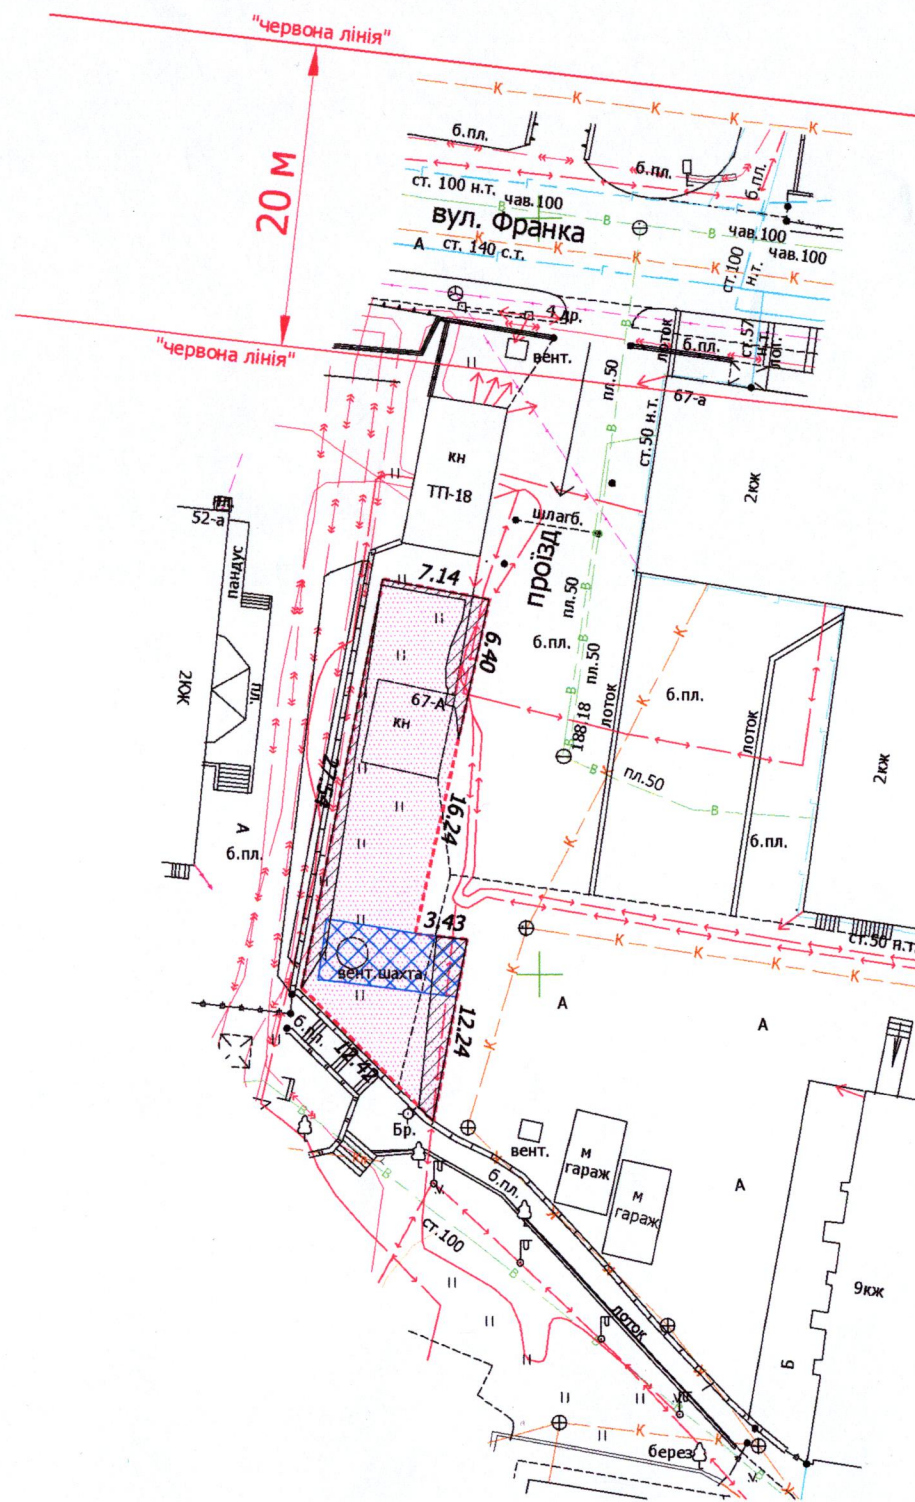 "червона лінія"
К К К К К
б.пл.
20 м
б.пл.
б.пл.
ст. 100 н.т.
чав.100
вул. Франка
В В В
чав.100
чав.100
А
ст. 140 с.т.
К К К К К
ст.100
н.т.
4 др.
"червона лінія"
вент.
В
лоток
б.пл.
ст.57
н.т.
пл.50
67-а
В
ст.50 н.т.
кн
ТП-18
2кж
52-а
шлагб.
проїзд
пандус
7.14
В
пл.50
К
6.40
б.пл.
пл.50
лоток
б.пл.
2КЖ
пл.
67-А
кн
188.18
В
лоток
2кж
27.54
16.24
К
В
пл.50
В
А
б.пл.
К
б.пл.
3.43
ст.50 н.т.
К К К К
вент.шахта
А
А
12.24
б.пл.
12.42
К
Бр.
вент.
м
гараж
м
гараж
А
В
б.пл.
ст.100
К
В
9кж
лоток
Б
К
К К
берез